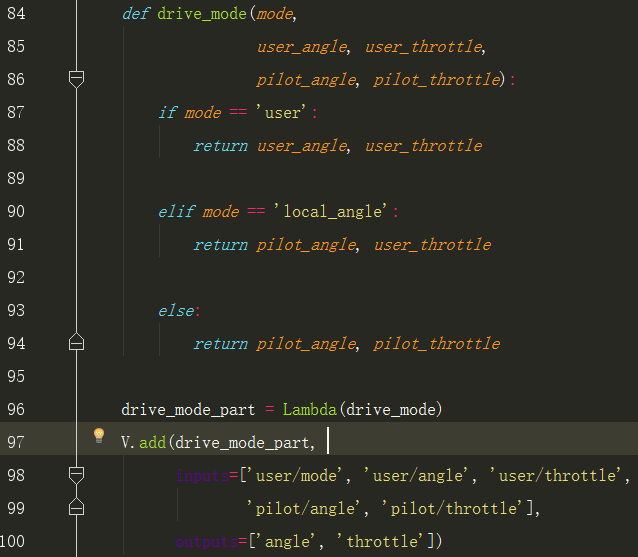 84 def drive_mode(mode,
85 user_angle, user_throttle,
86 pilot_angle, pilot_throttle):
87 if mode == 'user':
88 return user_angle, user_throttle
89
90 elif mode == 'local_angle':
91 return pilot_angle, user_throttle
92
93 else:
94 return pilot_angle, pilot_throttle
95
96 drive_mode_part = Lambda(drive_mode)
97 V.add(drive_mode_part,
98 inputs=['user/mode', 'user/angle', 'user/throttle',
99 'pilot/angle', 'pilot/throttle'],
100 outputs=['angle', 'throttle'])